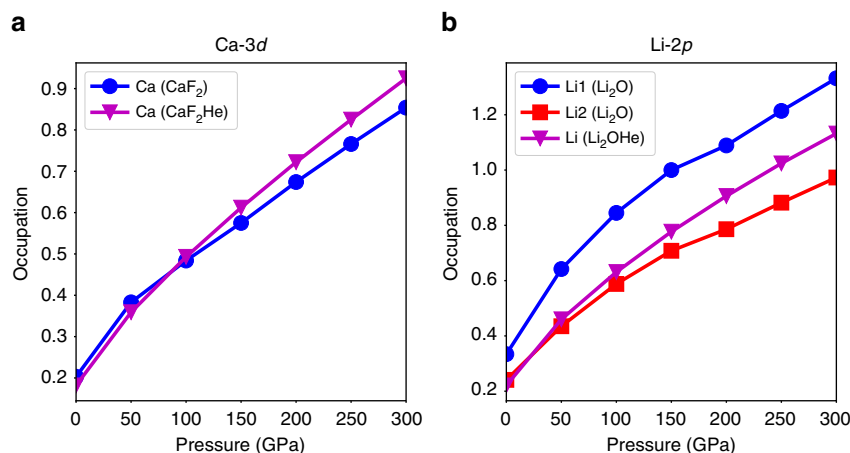 a
Ca-3d
0.9
0.8
0.7
0.6
0.5
0.4
0.3
0.2
Occupation
Ca (CaF₂)
Ca (CaF₂He)
0 50 100 150 200 250 300
Pressure (GPa)
b
Li-2p
1.2
1.0
0.8
0.6
0.4
0.2
Occupation
Li1 (Li₂O)
Li2 (Li₂O)
Li (Li₂OHe)
0 50 100 150 200 250 300
Pressure (GPa)